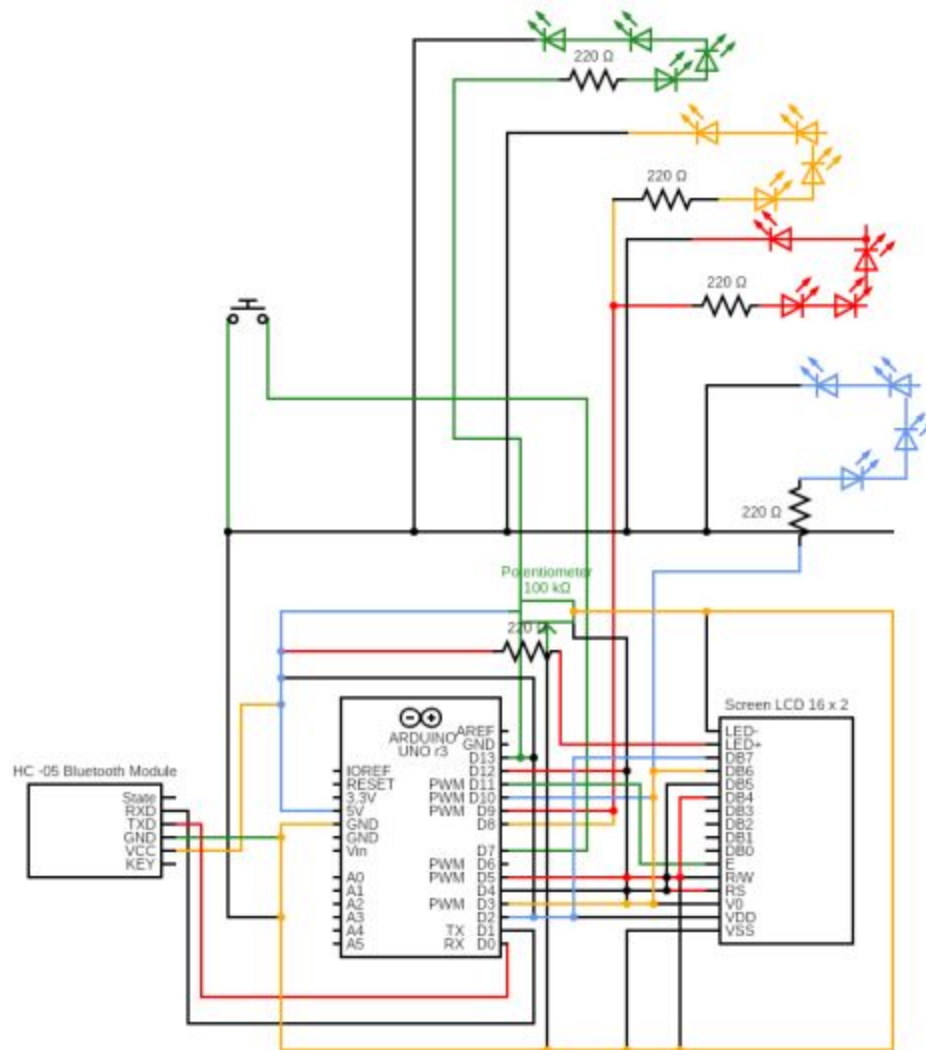 220 Ω
220 Ω
220 Ω
220 Ω
Potentiometer
100 kΩ
220 Ω
Screen LCD 16 x 2
ARDUINO
UNO r3
AREF
GND
D13
D12
PWM D11
PWM D10
PWM D9
D8
D7
PWM D6
PWM D5
D4
PWM D3
D2
TX D1
RX D0
IOREF
RESET
3.3V
5V
GND
GND
Vin
A0
A1
A2
A3
A4
A5
HC -05 Bluetooth Module
State
RXD
TXD
GND
VCC
KEY
LED-
LED+
DB7
DB6
DB5
DB4
DB3
DB2
DB1
DB0
E
R/W
RS
V0
VDD
VSS